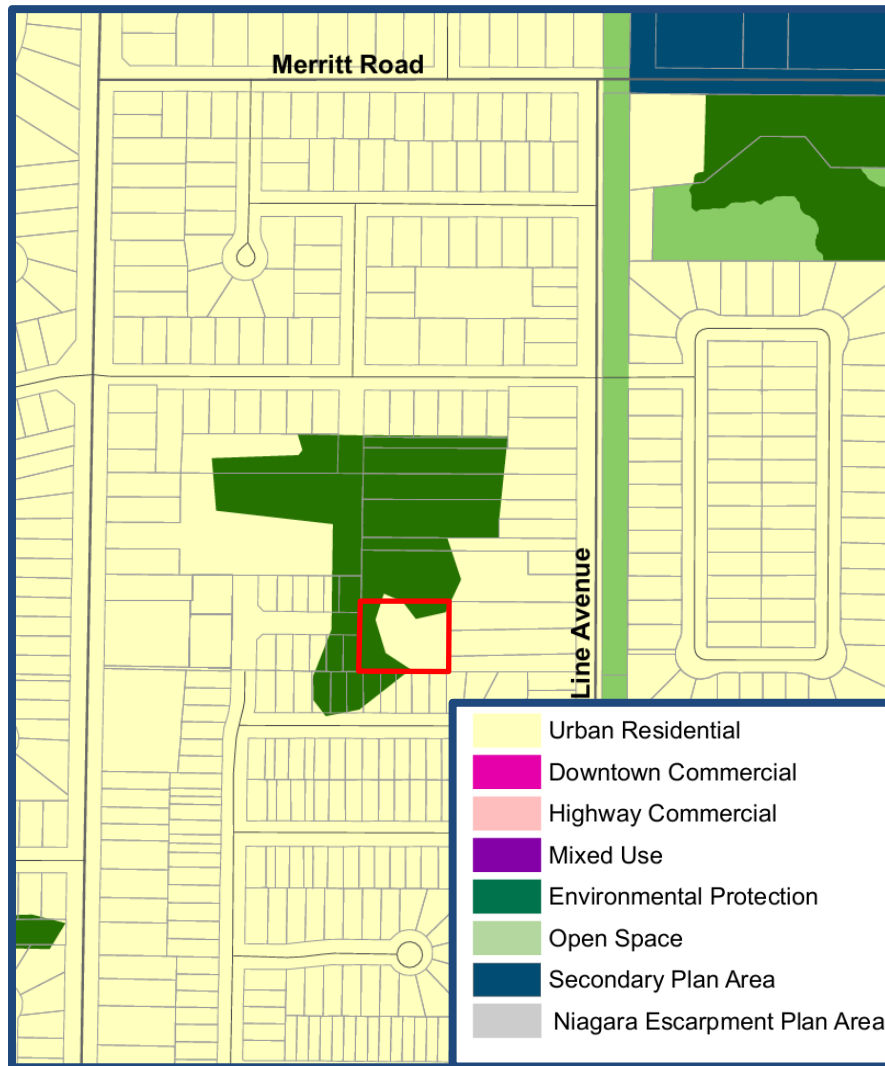 Merritt Road
Line Avenue
Urban Residential
Downtown Commercial
Highway Commercial
Mixed Use
Environmental Protection
Open Space
Secondary Plan Area
Niagara Escarpment Plan Area